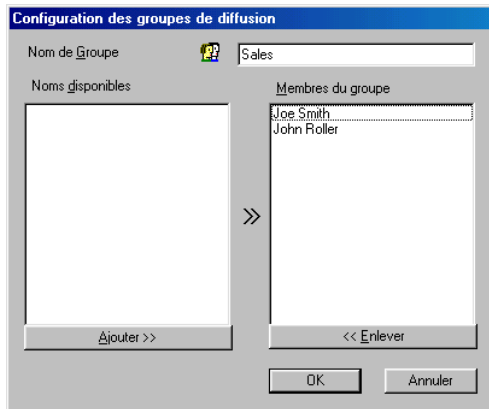 Configuration des groupes de diffusion
Nom de Groupe
Sales
Noms disponibles
Membres du groupe
Joe Smith
John Roller
>>
Ajouter >>
<< Enlever
OK
Annuler